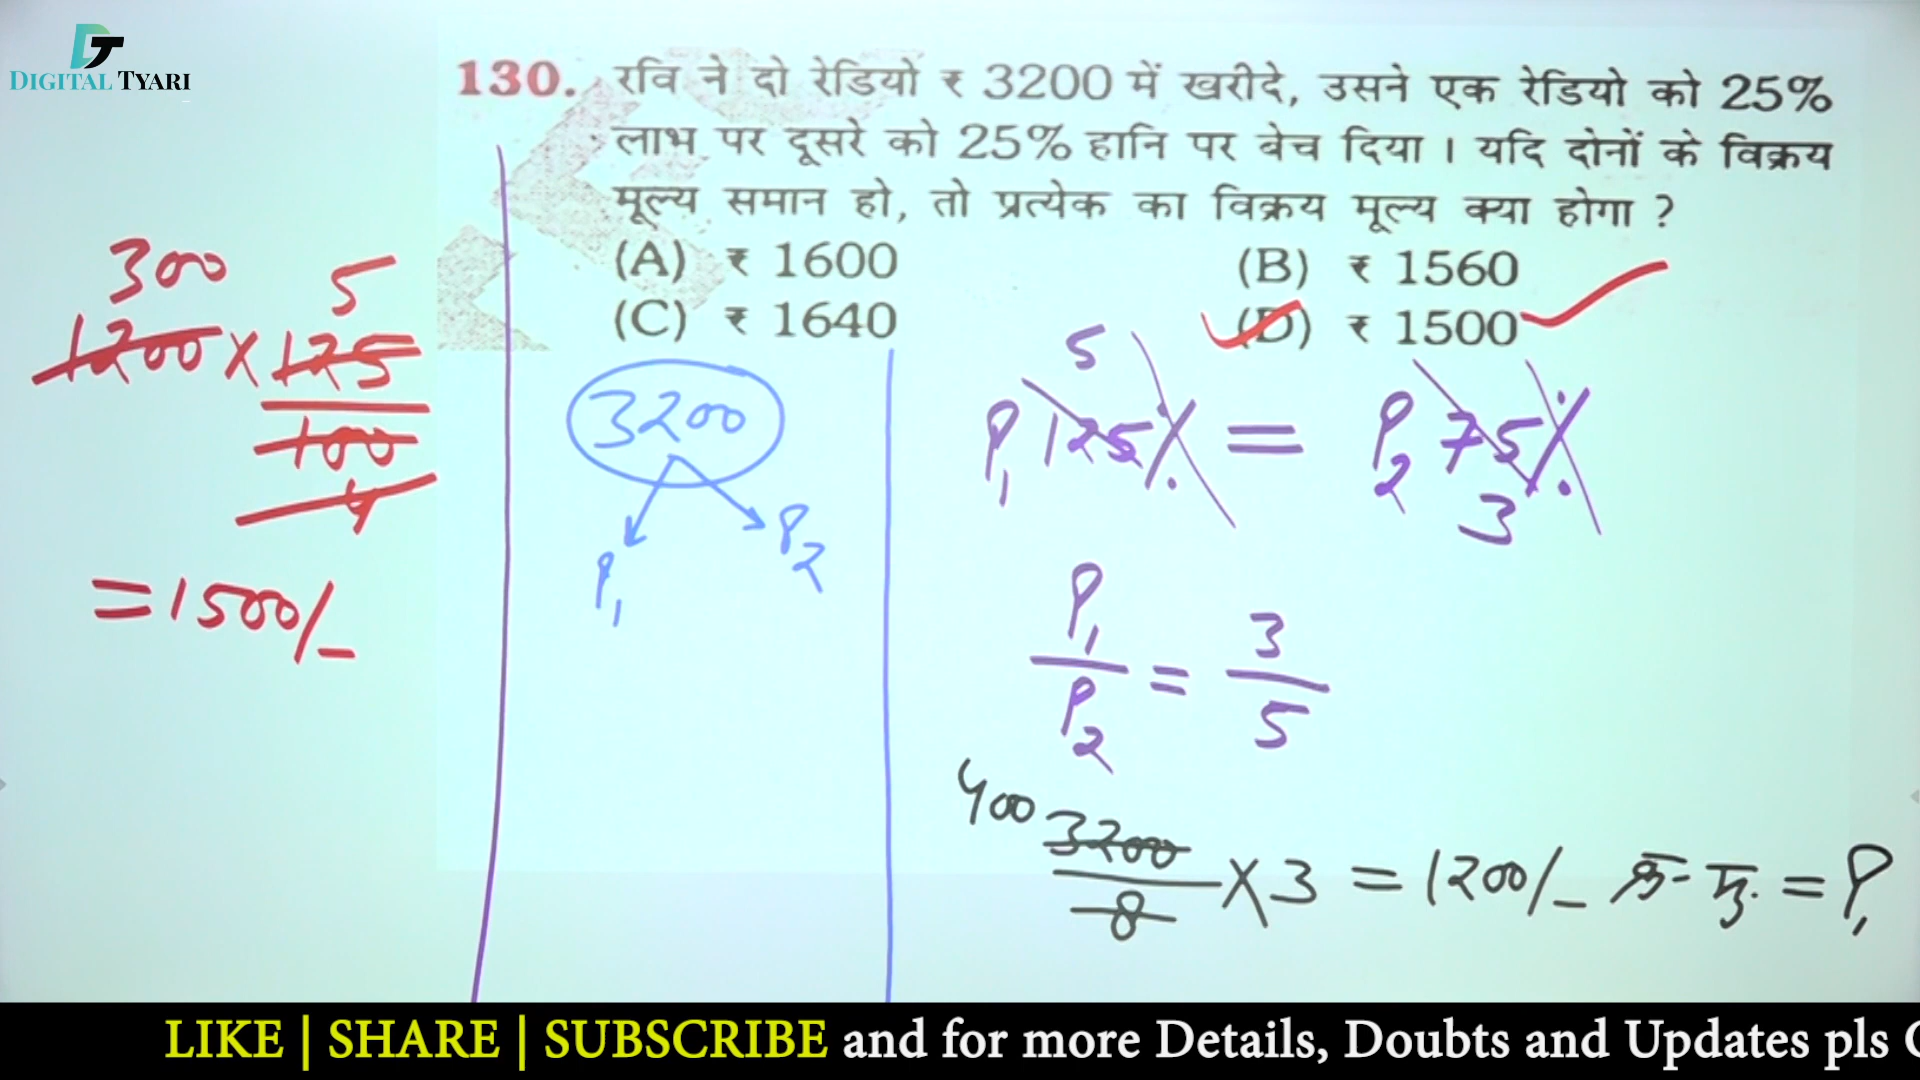 DT
DIGITAL TYARI
130. रवि ने दो रेडियो ₹ 3200 में खरीदे, उसने एक रेडियो को 25%
लाभ पर दूसरे को 25% हानि पर बेच दिया । यदि दोनों के विक्रय
मूल्य समान हो, तो प्रत्येक का विक्रय मूल्य क्या होगा ?
(A) ₹ 1600 (B) ₹ 1560
(C) ₹ 1640 (D) ₹ 1500
300 5
1200 × 125
100
4
= 1500/-
3200
P1 P2
5
P1 125% = P2 75%
3
P1 3
= 
P2 5
400 3200
8 × 3 = 1200/- क्र. मू. = P1
LIKE | SHARE | SUBSCRIBE and for more Details, Doubts and Updates pls